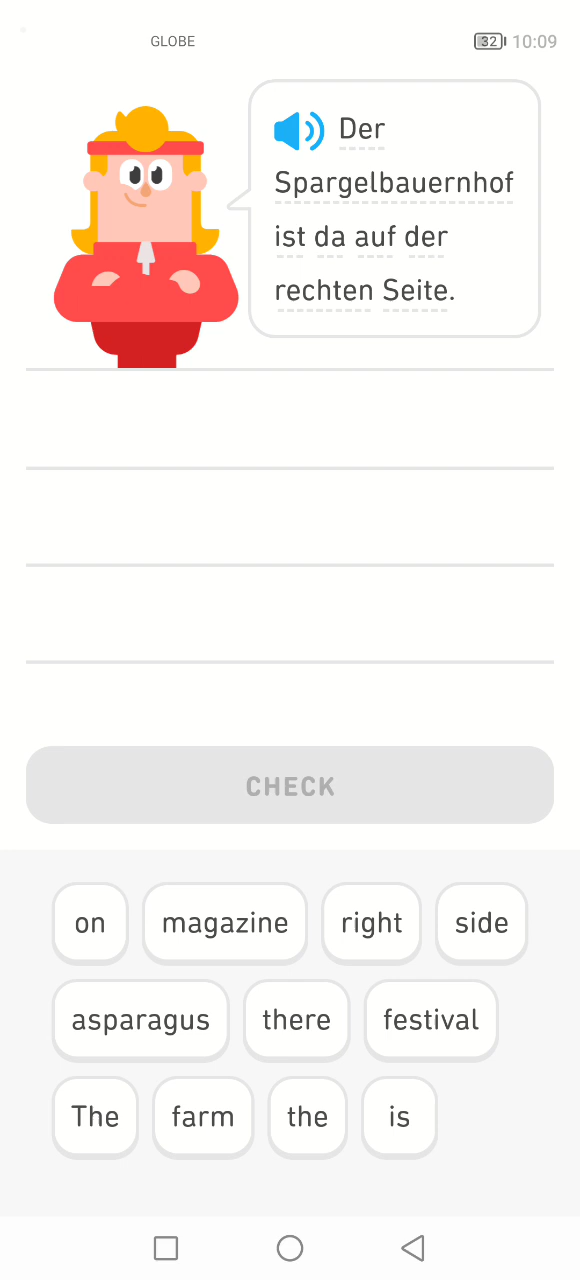 GLOBE 32 10:09
Der
Spargelbauernhof
ist da auf der
rechten Seite.
CHECK
on magazine right side
asparagus there festival
The farm the is